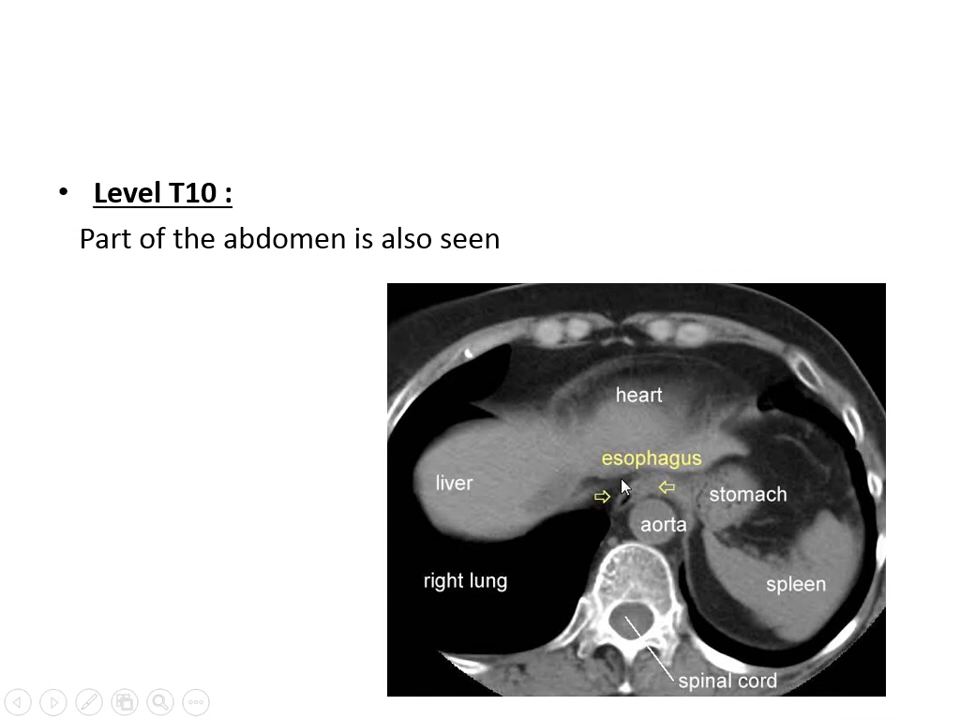 • Level T10 :
Part of the abdomen is also seen
heart
esophagus
liver
stomach
aorta
right lung
spleen
spinal cord